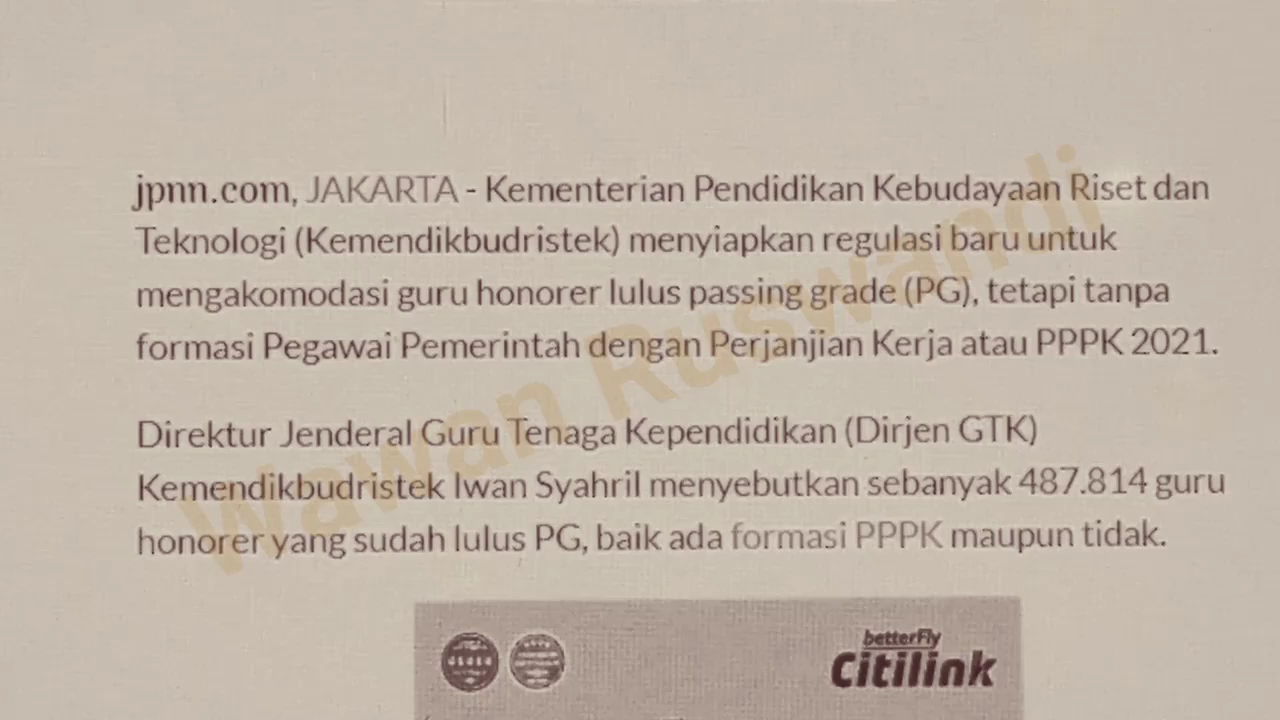 jpnn.com, JAKARTA - Kementerian Pendidikan Kebudayaan Riset dan
Teknologi (Kemendikbudristek) menyiapkan regulasi baru untuk
mengakomodasi guru honorer lulus passing grade (PG), tetapi tanpa
formasi Pegawai Pemerintah dengan Perjanjian Kerja atau PPPK 2021.
Wawan Ruswandi
Direktur Jenderal Guru Tenaga Kependidikan (Dirjen GTK)
Kemendikbudristek Iwan Syahril menyebutkan sebanyak 487.814 guru
honorer yang sudah lulus PG, baik ada formasi PPPK maupun tidak.
betterFly
Citilink